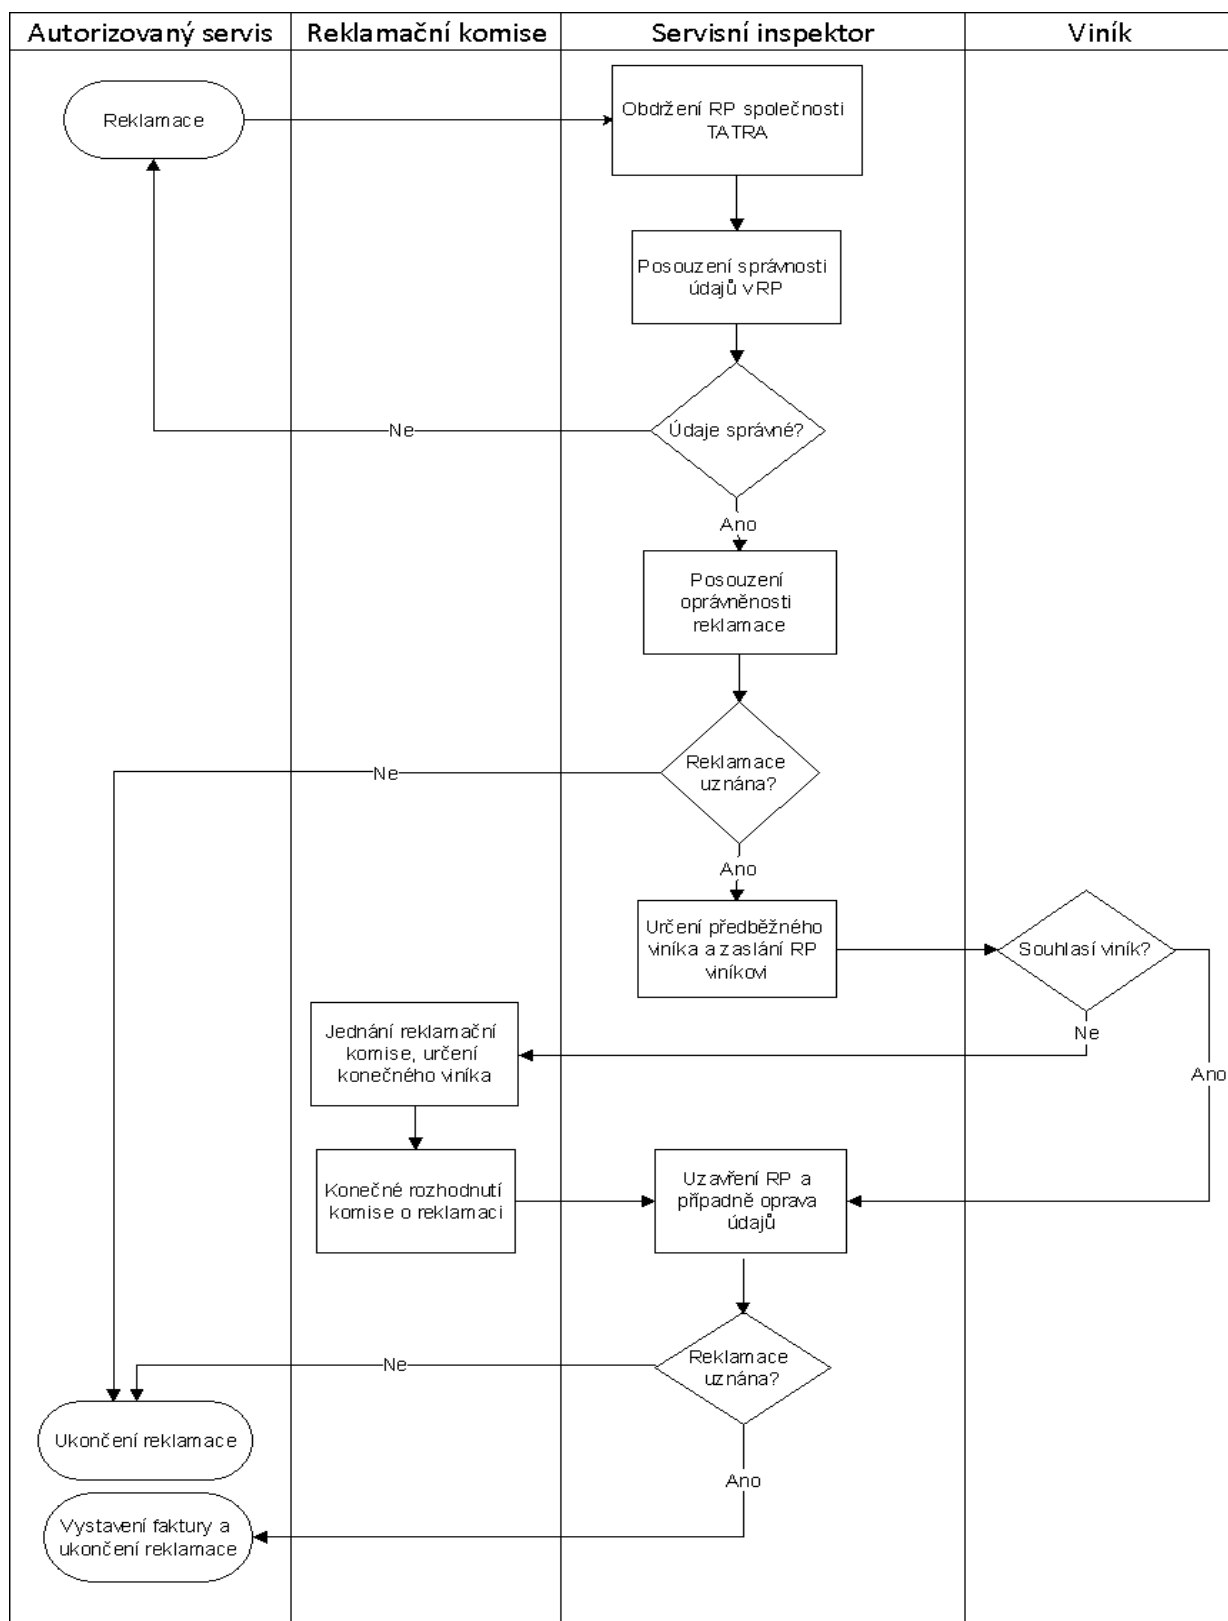 Autorizovaný servis
Reklamační komise
Servisní inspektor
Viník
Reklamace
Obdržení RP společnosti
TATRA
Posouzení správnosti
údajů v RP
Údaje správné?
Ne
Ano
Posouzení
oprávněnosti
reklamace
Reklamace
uznána?
Ne
Ano
Určení předběžného
viníka a zaslání RP
viníkovi
Souhlasí viník?
Ne
Ano
Jednání reklamační
komise, určení
konečného viníka
Konečné rozhodnutí
komise o reklamaci
Uzavření RP a
případně oprava
údajů
Reklamace
uznána?
Ne
Ano
Ukončení reklamace
Vystavení faktury a
ukončení reklamace